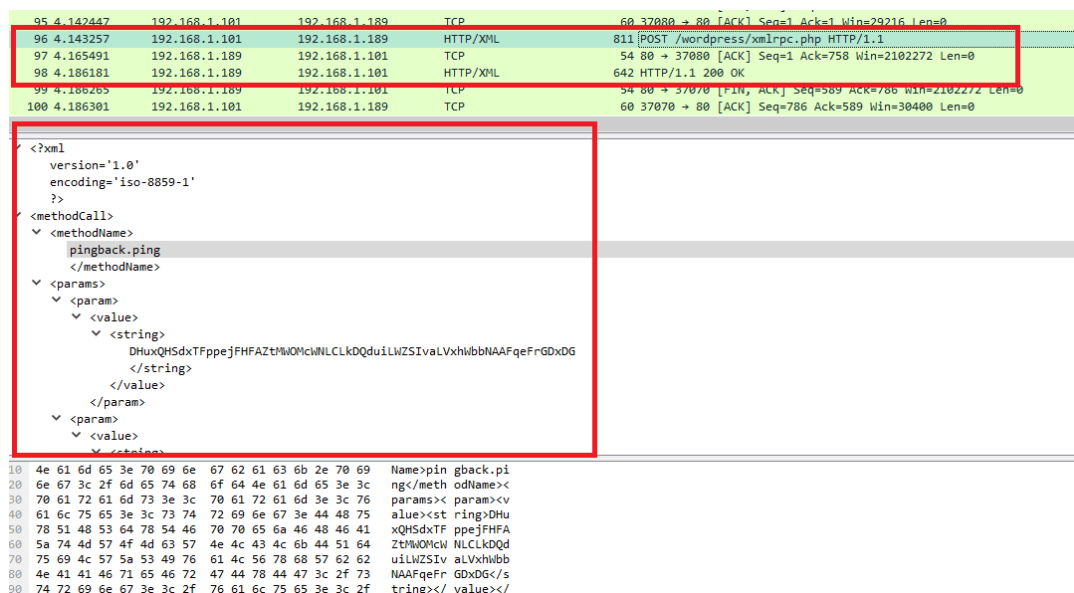 95 4.142447 192.168.1.101 192.168.1.189 TCP 60 37080 → 80 [ACK] Seq=1 Ack=1 Win=29216 Len=0
96 4.143257 192.168.1.101 192.168.1.189 HTTP/XML 811 POST /wordpress/xmlrpc.php HTTP/1.1
97 4.165491 192.168.1.189 192.168.1.101 TCP 54 80 → 37080 [ACK] Seq=1 Ack=758 Win=2102272 Len=0
98 4.186181 192.168.1.189 192.168.1.101 HTTP/XML 642 HTTP/1.1 200 OK
99 4.186265 192.168.1.189 192.168.1.101 TCP 54 80 → 37070 [FIN, ACK] Seq=589 Ack=786 Win=2102272 Len=0
100 4.186301 192.168.1.101 192.168.1.189 TCP 60 37070 → 80 [ACK] Seq=786 Ack=589 Win=30400 Len=0
<?xml
version='1.0'
encoding='iso-8859-1'
?>
<methodCall>
<methodName>
pingback.ping
</methodName>
<params>
<param>
<value>
<string>
DHuxQHSdxTFppejFHFAZtMWOMcWNLCLkDQduiLWZSIvaLVxhWbbNAAFqeFrGDxDG
</string>
</value>
</param>
<param>
<value>
<string>
10 4e 61 6d 65 3e 70 69 6e 67 62 61 63 6b 2e 70 69 Name>pin gback.pi
20 6e 67 3c 2f 6d 65 74 68 6f 64 4e 61 6d 65 3e 3c ng</meth odName><
30 70 61 72 61 6d 73 3e 3c 70 61 72 61 6d 3e 3c 76 params>< param><v
40 61 6c 75 65 3e 3c 73 74 72 69 6e 67 3e 44 48 75 alue><st ring>DHu
50 78 51 48 53 64 78 54 46 70 70 65 6a 46 48 46 41 xQHSdxTF ppejFHFA
60 5a 74 4d 57 4f 4d 63 57 4e 4c 43 4c 6b 44 51 64 ZtMWOMcW NLCLkDQd
70 75 69 4c 57 5a 53 49 76 61 4c 56 78 68 57 62 62 uiLWZSIv aLVxhWbb
80 4e 41 41 46 71 65 46 72 47 44 78 44 47 3c 2f 73 NAAFqeFr GDxDG</s
90 74 72 69 6e 67 3e 3c 2f 76 61 6c 75 65 3e 3c 2f tring></ value></